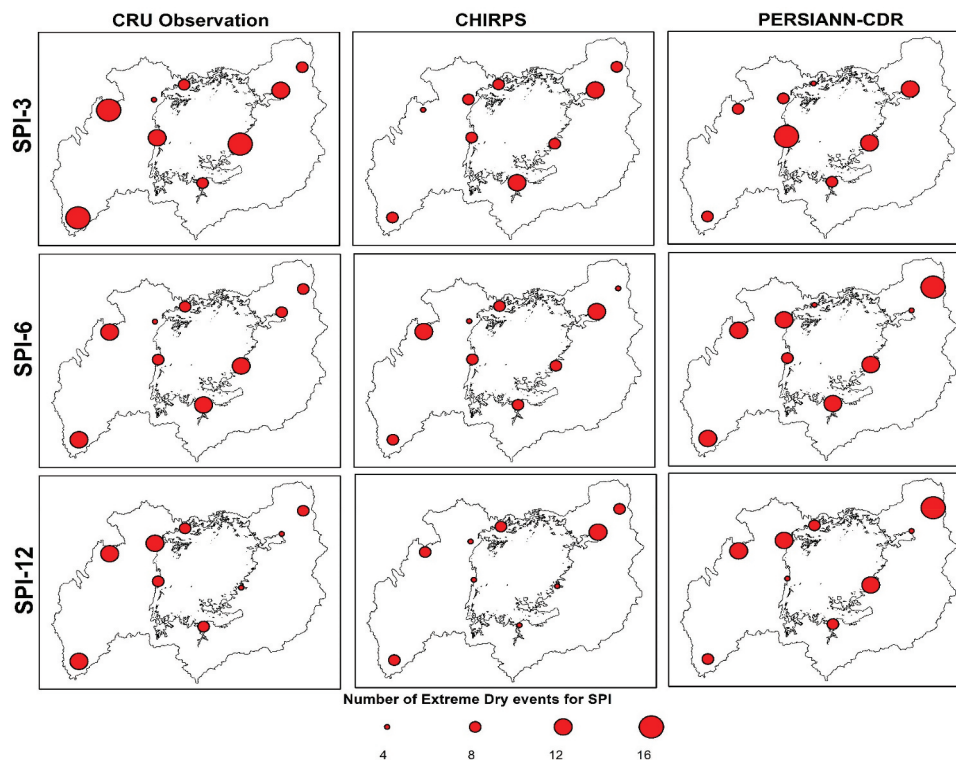 CRU Observation CHIRPS PERSIANN-CDR
SPI-3
SPI-6
SPI-12
Number of Extreme Dry events for SPI
4 8 12 16